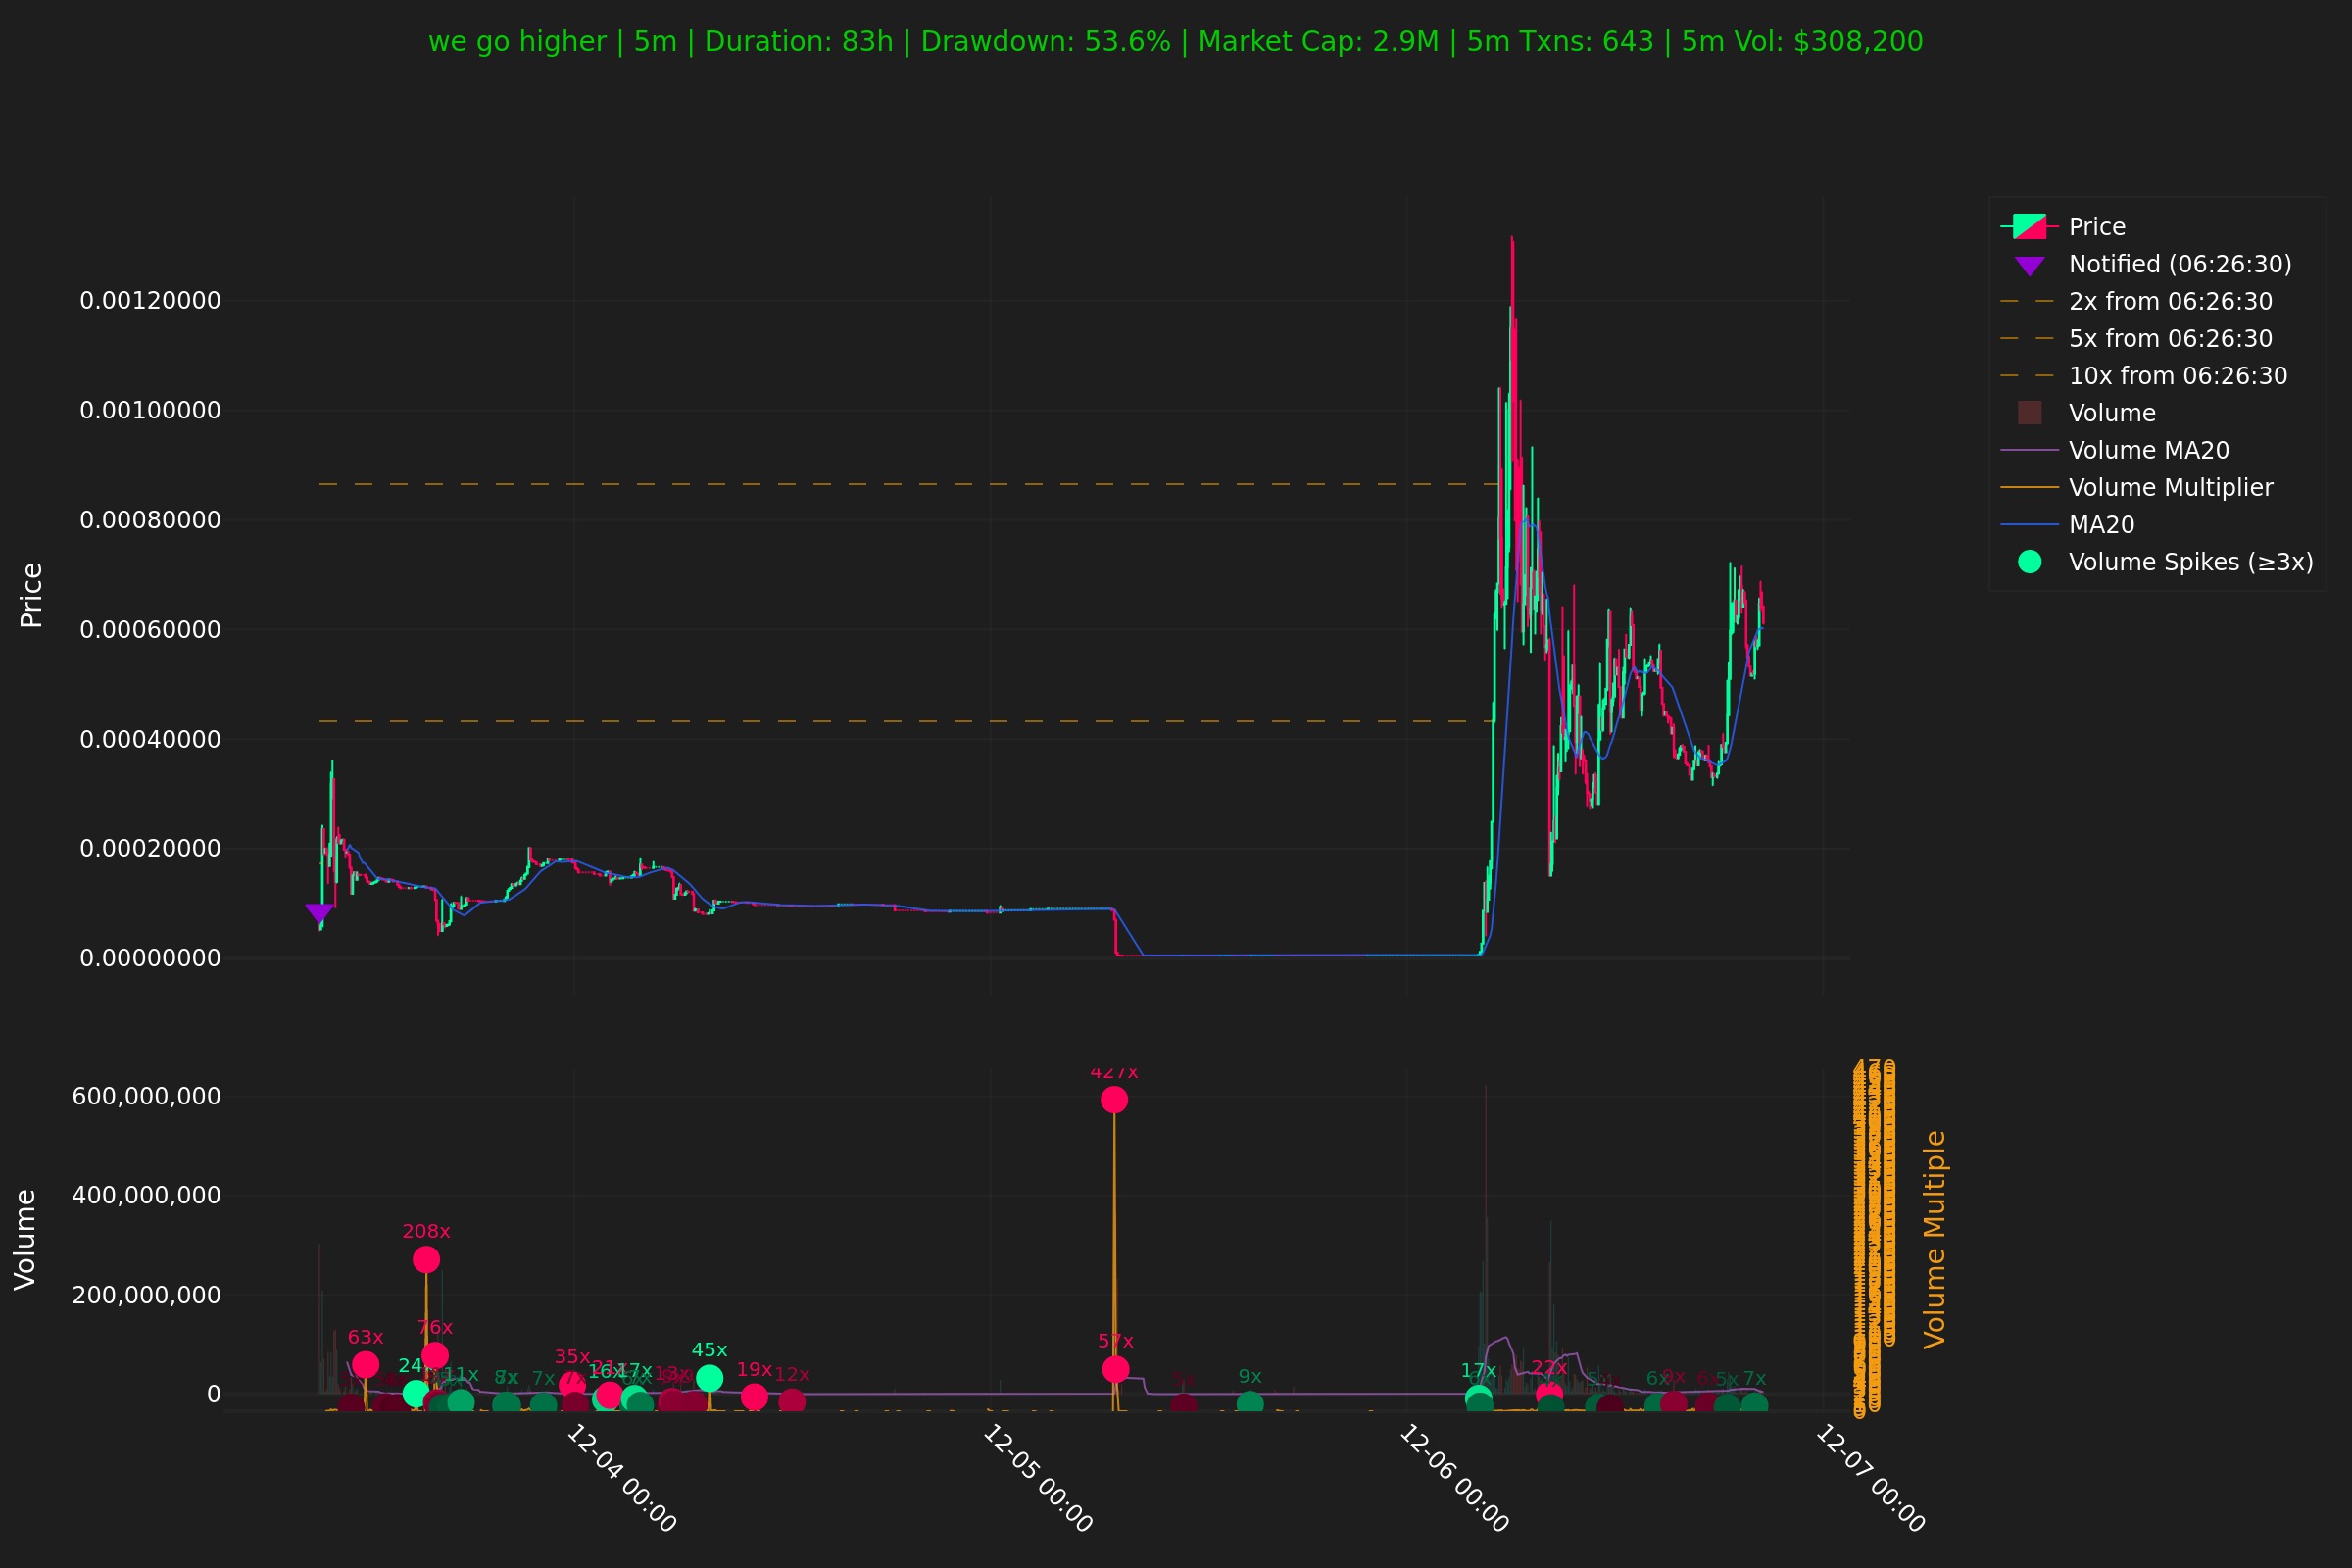 we go higher | 5m | Duration: 83h | Drawdown: 53.6% | Market Cap: 2.9M | 5m Txns: 643 | 5m Vol: $308,200
Price
0.00120000
0.00100000
0.00080000
0.00060000
0.00040000
0.00020000
0.00000000
Price
Notified (06:26:30)
2x from 06:26:30
5x from 06:26:30
10x from 06:26:30
Volume
Volume MA20
Volume Multiplier
MA20
Volume Spikes (≥3x)
Volume
600,000,000
400,000,000
200,000,000
0
427x
208x
76x
63x
57x
45x
35x
16x
17x
13x
19x
12x
11x
8x
7x
9x
17x
22x
6x
9x
5x
7x
Volume Multiple
12-04 00:00
12-05 00:00
12-06 00:00
12-07 00:00